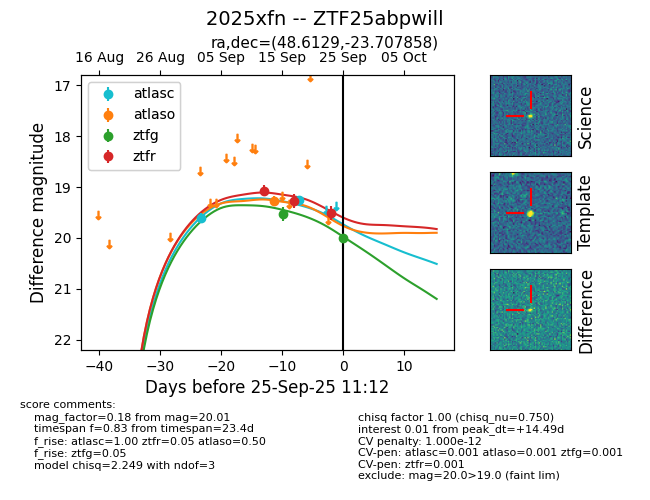 2025xfn -- ZTF25abpwill
ra,dec=(48.6129,-23.707858)
16 Aug 26 Aug 05 Sep 15 Sep 25 Sep 05 Oct
17
18
19
20
21
22
Difference magnitude
atlasc
atlaso
ztfg
ztfr
−40 −30 −20 −10 0 10
Days before 25-Sep-25 11:12
Science
Template
Difference
score comments:
mag_factor=0.18 from mag=20.01
timespan f=0.83 from timespan=23.4d
f_rise: atlasc=1.00 ztfr=0.05 atlaso=0.50
f_rise: ztfg=0.05
model chisq=2.249 with ndof=3
chisq factor 1.00 (chisq_nu=0.750)
interest 0.01 from peak_dt=+14.49d
CV penalty: 1.000e-12
CV-pen: atlasc=0.001 atlaso=0.001 ztfg=0.001
CV-pen: ztfr=0.001
exclude: mag=20.0>19.0 (faint lim)